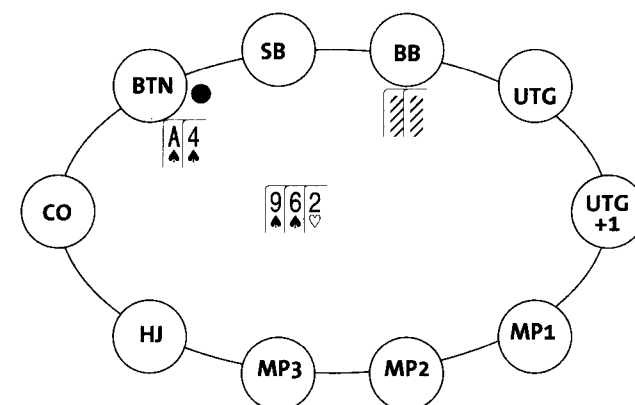 SB
BB
BTN
UTG
A♠ 4♠
CO
9♠ 6♠ 2♡
UTG
+1
HJ
MP1
MP3
MP2